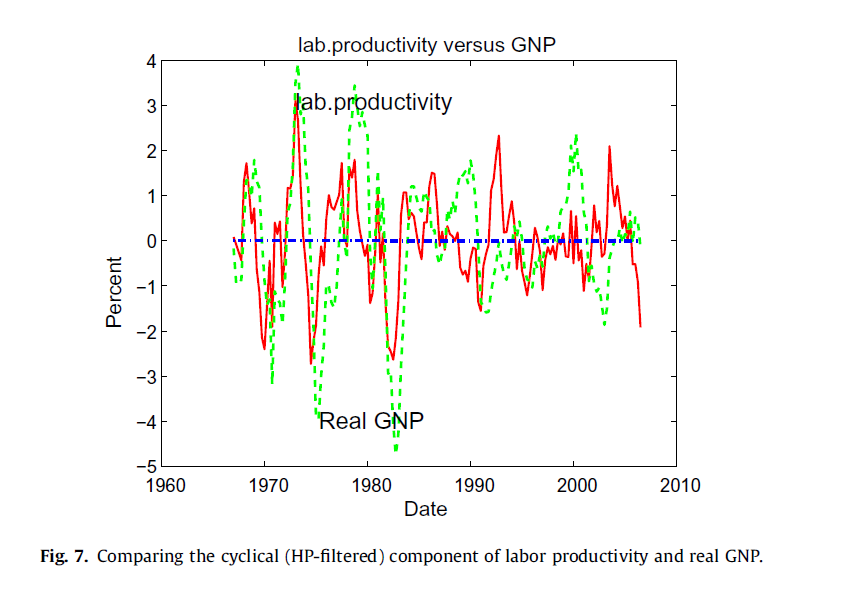 lab.productivity versus GNP
4
3
2
1
0
−1
−2
−3
−4
−5
Percent
lab.productivity
Real GNP
1960 1970 1980 1990 2000 2010
Date
Fig. 7. Comparing the cyclical (HP-filtered) component of labor productivity and real GNP.